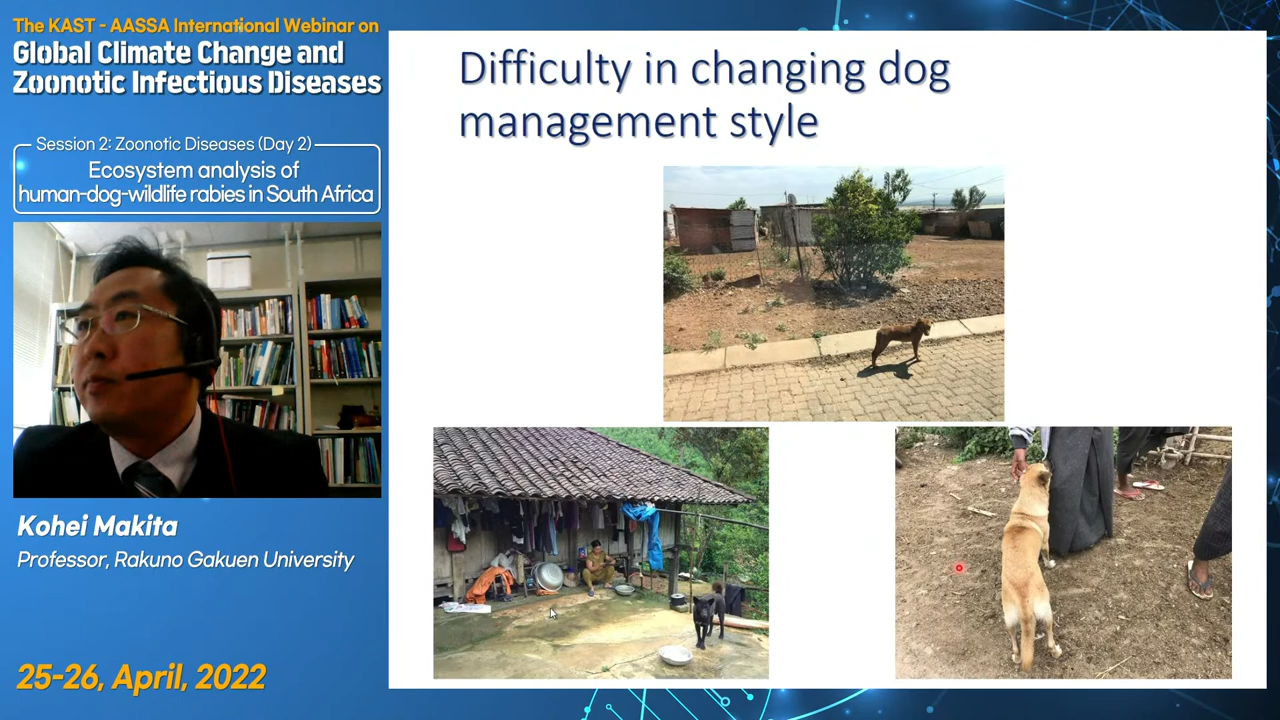 The KAST - AASSA International Webinar on
Global Climate Change and
Zoonotic Infectious Diseases
Session 2: Zoonotic Diseases (Day 2)
Ecosystem analysis of
human-dog-wildlife rabies in South Africa
Kohei Makita
Professor, Rakuno Gakuen University
25-26, April, 2022
Difficulty in changing dog
management style